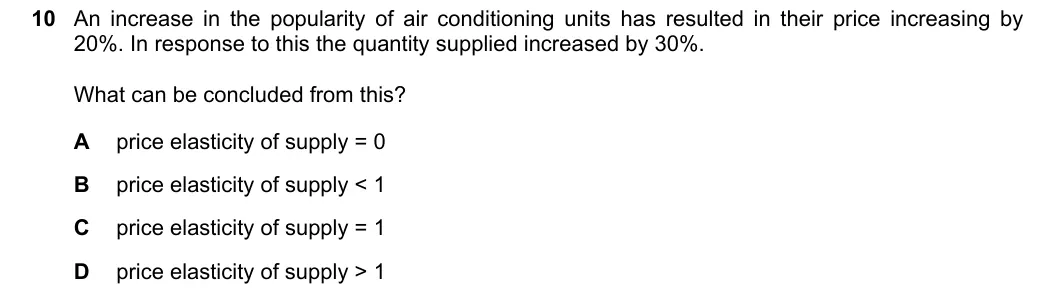 10 An increase in the popularity of air conditioning units has resulted in their price increasing by
20%. In response to this the quantity supplied increased by 30%.
What can be concluded from this?
A price elasticity of supply = 0
B price elasticity of supply < 1
C price elasticity of supply = 1
D price elasticity of supply > 1